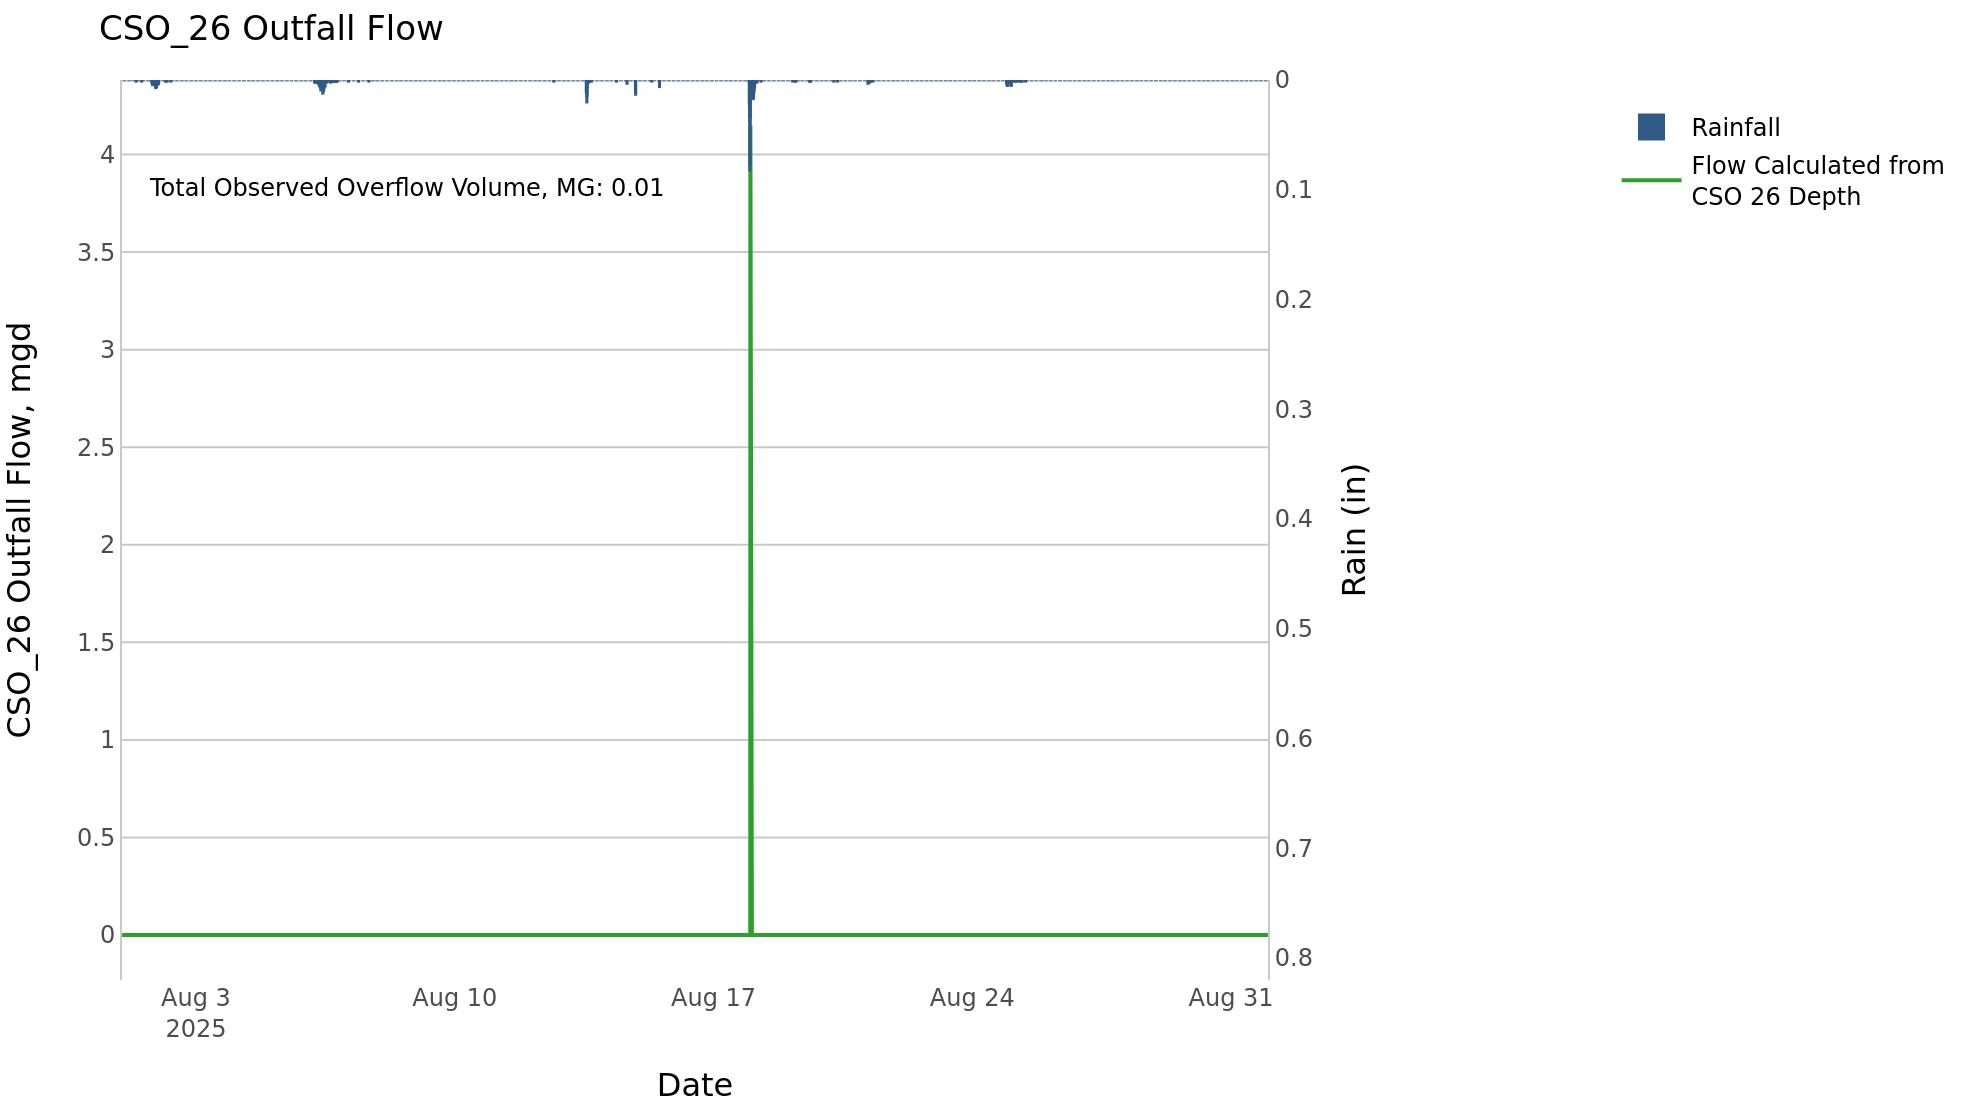 CSO_26 Outfall Flow
0
Rainfall
Flow Calculated from
CSO 26 Depth
4
Total Observed Overflow Volume, MG: 0.01
0.1
3.5
0.2
3
0.3
2.5
0.4
2
0.5
1.5
0.6
1
0.7
0.5
0.8
0
CSO_26 Outfall Flow, mgd
Rain (in)
Aug 3
2025
Aug 10
Aug 17
Aug 24
Aug 31
Date